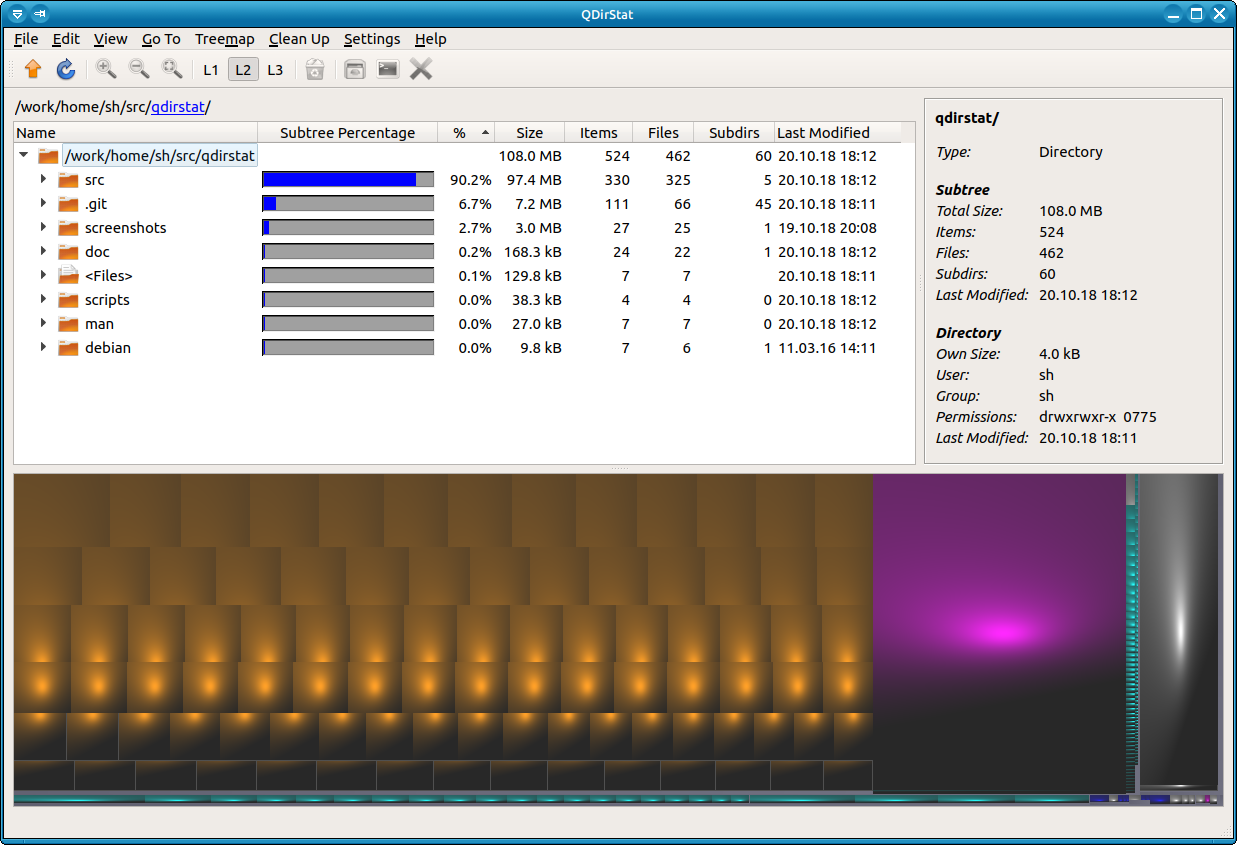 QDirStat
File Edit View Go To Treemap Clean Up Settings Help
L1 L2 L3
/work/home/sh/src/qdirstat/
Name Subtree Percentage % Size Items Files Subdirs Last Modified
/work/home/sh/src/qdirstat 108.0 MB 524 462 60 20.10.18 18:12
src 90.2% 97.4 MB 330 325 5 20.10.18 18:12
.git 6.7% 7.2 MB 111 66 45 20.10.18 18:11
screenshots 2.7% 3.0 MB 27 25 1 19.10.18 20:08
doc 0.2% 168.3 kB 24 22 1 20.10.18 18:12
<Files> 0.1% 129.8 kB 7 7 20.10.18 18:11
scripts 0.0% 38.3 kB 4 4 0 20.10.18 18:12
man 0.0% 27.0 kB 7 7 0 20.10.18 18:12
debian 0.0% 9.8 kB 7 6 1 11.03.16 14:11
qdirstat/
Type: Directory
Subtree
Total Size: 108.0 MB
Items: 524
Files: 462
Subdirs: 60
Last Modified: 20.10.18 18:12
Directory
Own Size: 4.0 kB
User: sh
Group: sh
Permissions: drwxrwxr-x 0775
Last Modified: 20.10.18 18:11